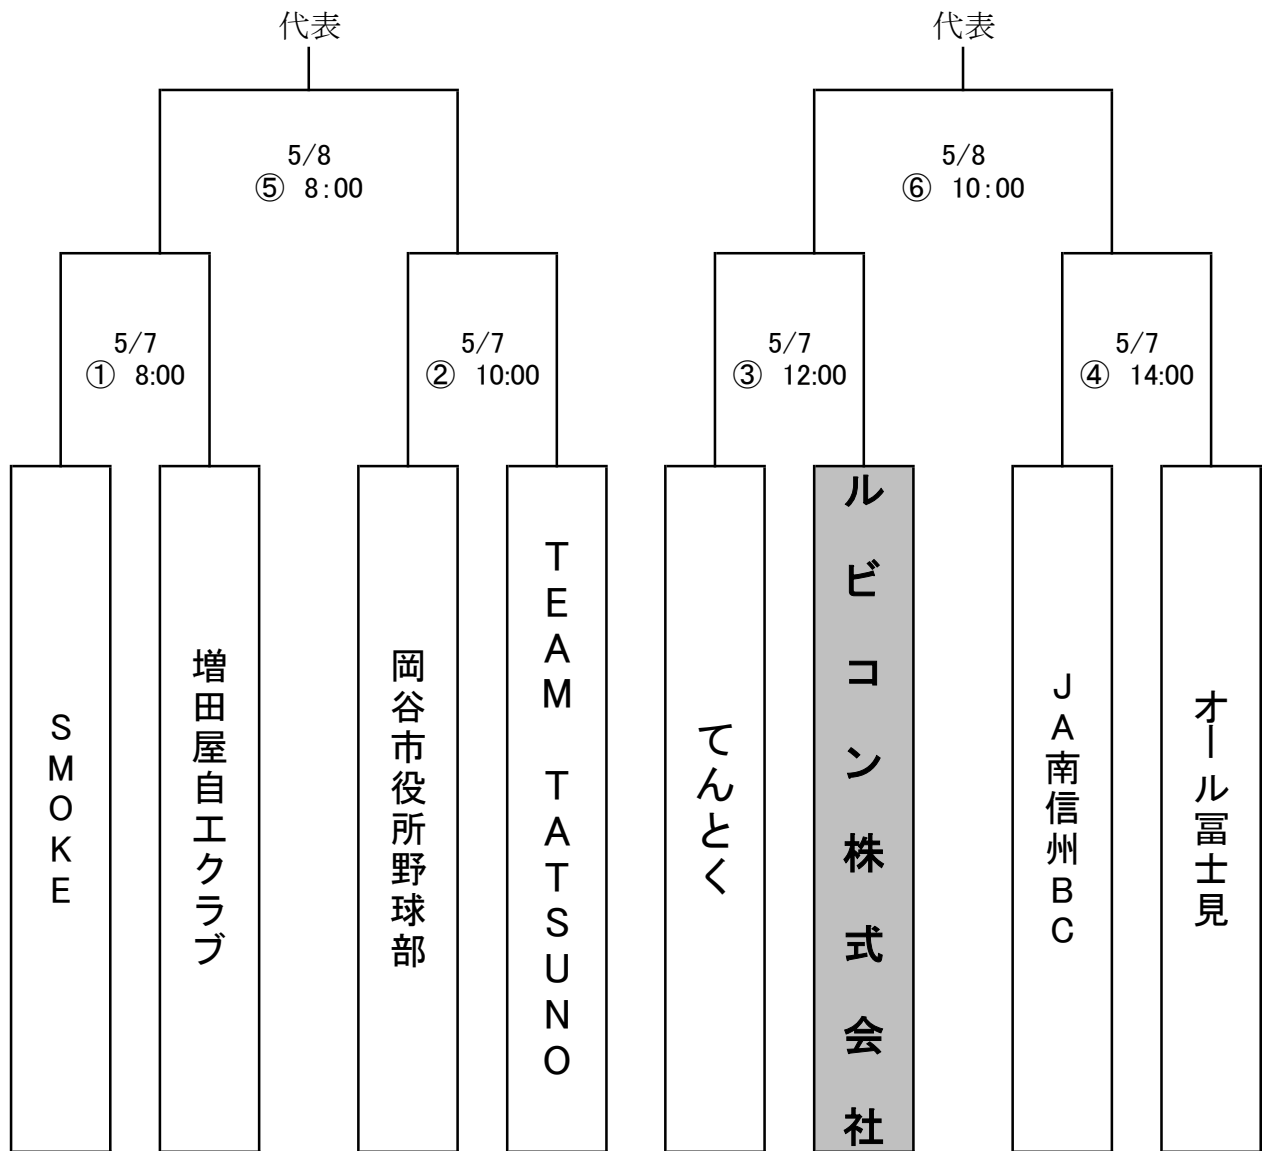 代表
代表
5/8
⑤ 8:00
5/8
⑥ 10:00
5/7
① 8:00
5/7
② 10:00
5/7
③ 12:00
5/7
④ 14:00
SMOKE
増田屋自工クラブ
岡谷市役所野球部
TEAM TATSUNO
てんとく
ルビコン株式会社
JA南信州BC
オール冨士見